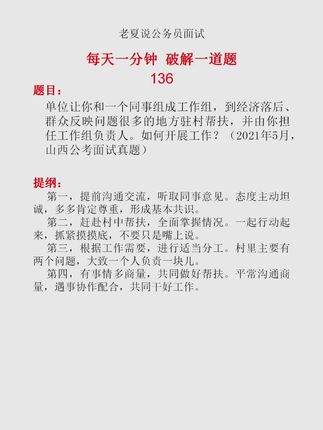 老夏说公务员面试
每天一分钟 破解一道题
136
题目：
单位让你和一个同事组成工作组，到经济落后、
群众反映问题很多的地方驻村帮扶，并由你担
任工作组负责人。如何开展工作？（2021年5月，
山西公考面试真题）
提纲：
第一，提前沟通交流，听取同事意见。态度主动坦
诚，多多肯定尊重，形成基本共识。
第二，赶赴村中帮扶，全面掌握情况。一起行动起
来，抓紧摸摸底，不要只是嘴上说。
第三，根据工作需要，进行适当分工。村里主要有
两个问题，大致一个人负责一块儿。
第四，有事情多商量，共同做好帮扶。平常沟通商
量，遇事协作配合，共同干好工作。